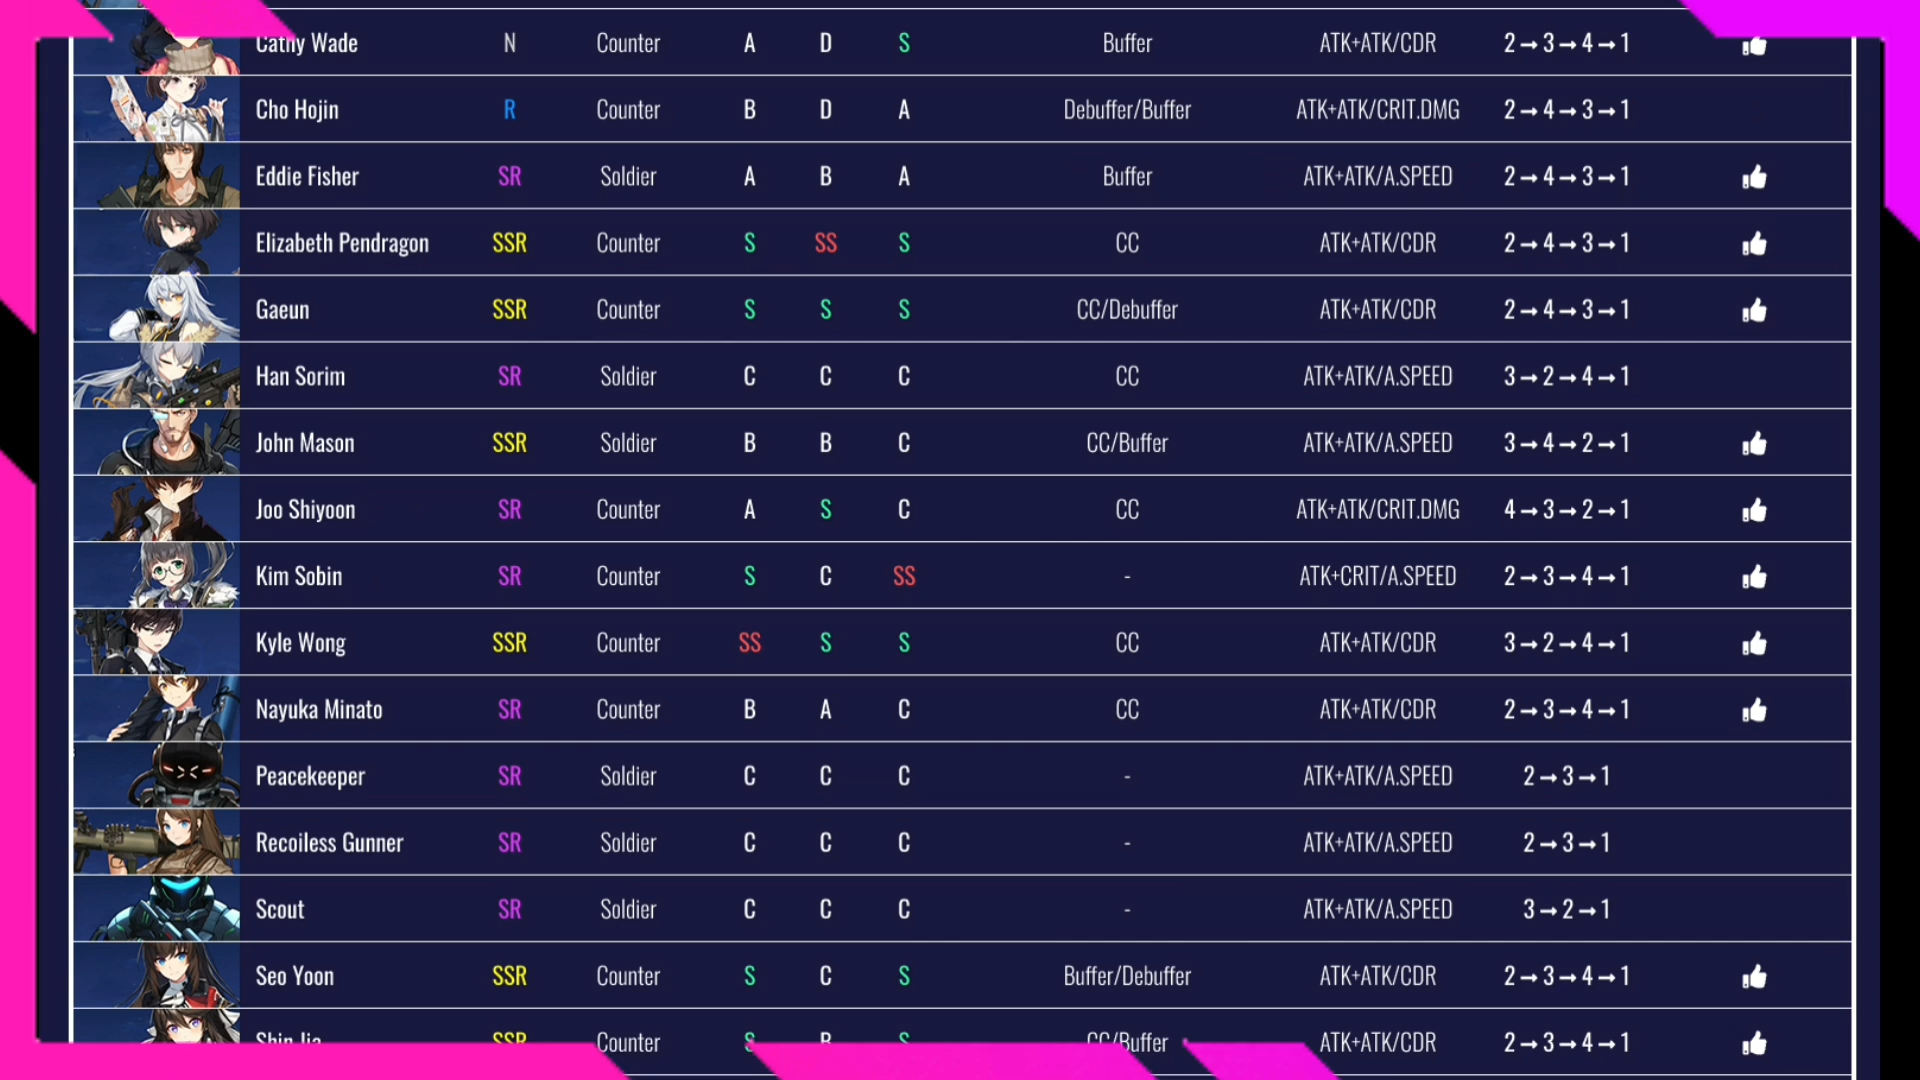 Cathy Wade N Counter A D S Buffer ATK+ATK/CDR 2→3→4→1
Cho Hojin R Counter B D A Debuffer/Buffer ATK+ATK/CRIT.DMG 2→4→3→1
Eddie Fisher SR Soldier A B A Buffer ATK+ATK/A.SPEED 2→4→3→1
Elizabeth Pendragon SSR Counter S SS S CC ATK+ATK/CDR 2→4→3→1
Gaeun SSR Counter S S S CC/Debuffer ATK+ATK/CDR 2→4→3→1
Han Sorim SR Soldier C C C CC ATK+ATK/A.SPEED 3→2→4→1
John Mason SSR Soldier B B C CC/Buffer ATK+ATK/A.SPEED 3→4→2→1
Joo Shiyoon SR Counter A S C CC ATK+ATK/CRIT.DMG 4→3→2→1
Kim Sobin SR Counter S C SS - ATK+CRIT/A.SPEED 2→3→4→1
Kyle Wong SSR Counter SS S S CC ATK+ATK/CDR 3→2→4→1
Nayuka Minato SR Counter B A C CC ATK+ATK/CDR 2→3→4→1
Peacekeeper SR Soldier C C C - ATK+ATK/A.SPEED 2→3→1
Recoiless Gunner SR Soldier C C C - ATK+ATK/A.SPEED 2→3→1
Scout SR Soldier C C C - ATK+ATK/A.SPEED 3→2→1
Seo Yoon SSR Counter S C S Buffer/Debuffer ATK+ATK/CDR 2→3→4→1
Shin Jia SSR Counter S B S CC/Buffer ATK+ATK/CDR 2→3→4→1